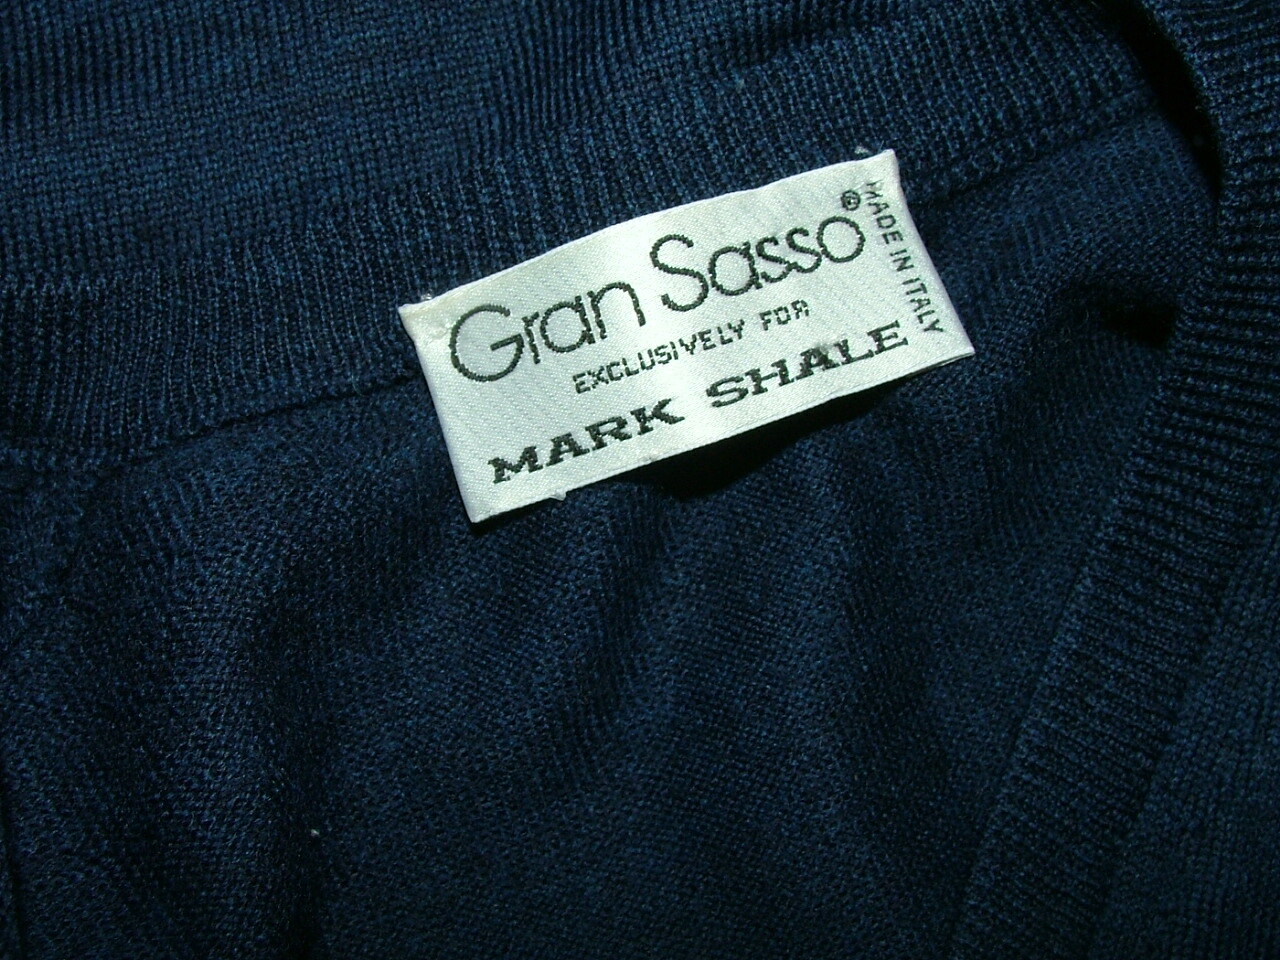 Gran Sasso®
EXCLUSIVELY FOR
MARK SHALE
MADE IN ITALY